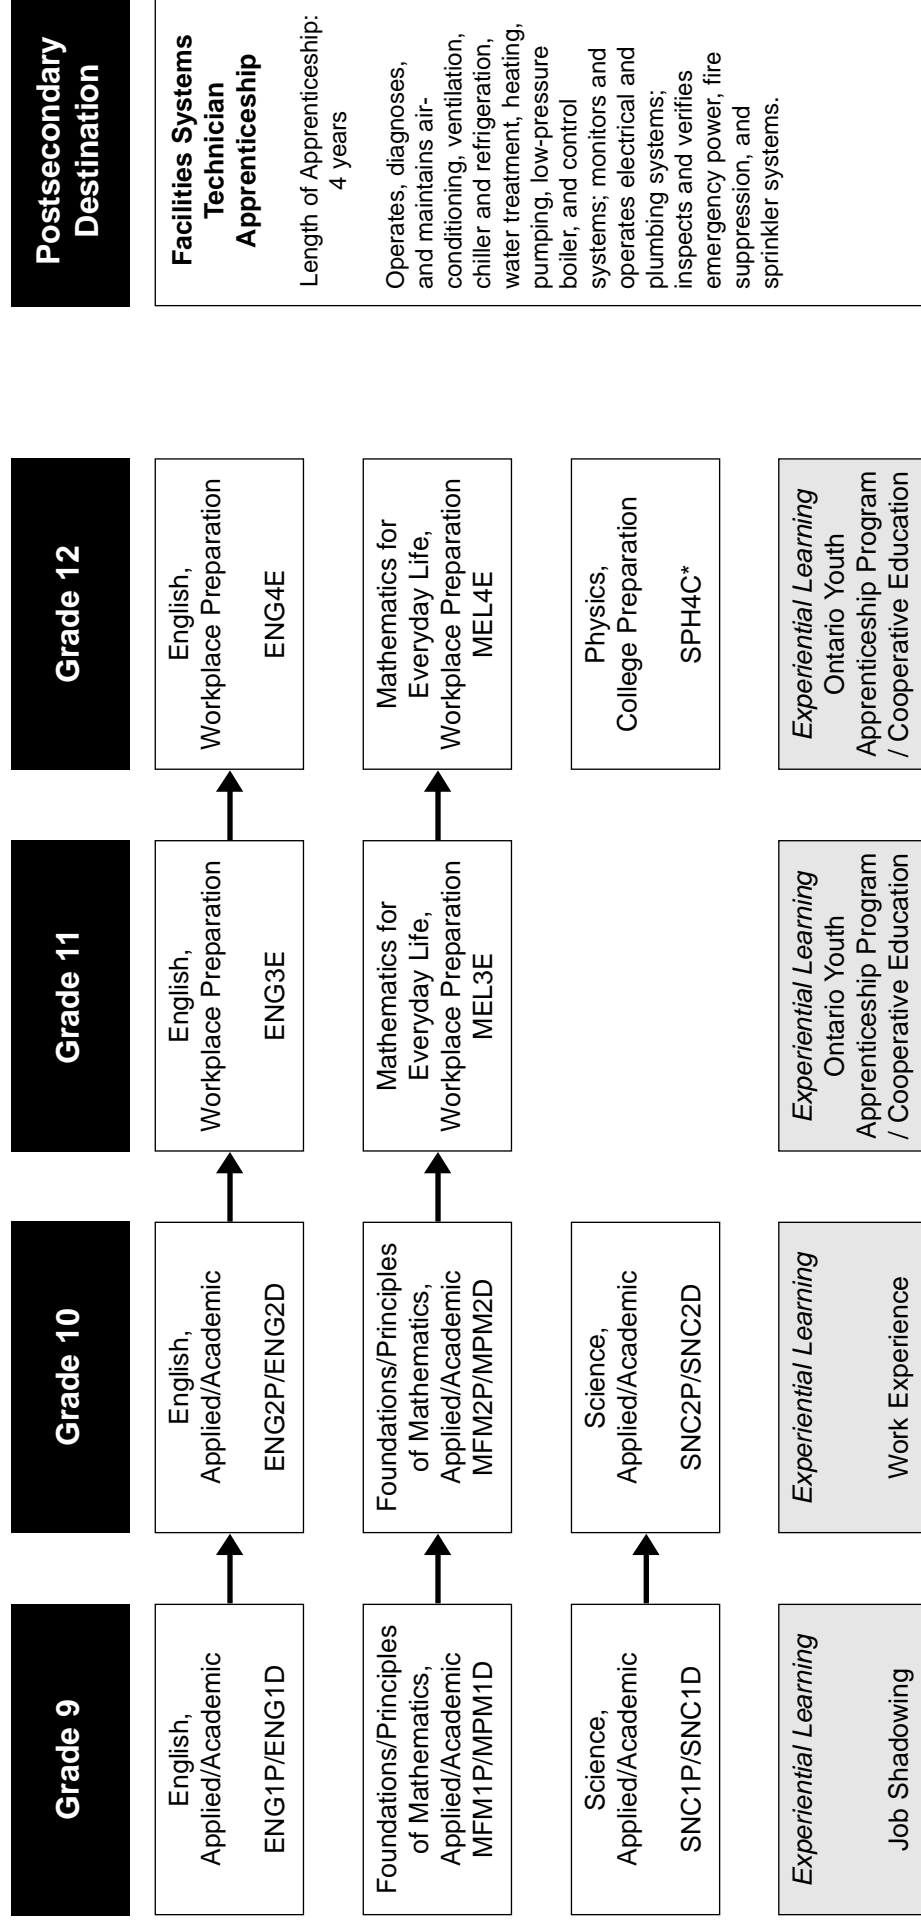 Grade 9
Grade 10
Grade 11
Grade 12
Postsecondary
Destination
English,
Applied/Academic
ENG1P/ENG1D
English,
Applied/Academic
ENG2P/ENG2D
English,
Workplace Preparation
ENG3E
English,
Workplace Preparation
ENG4E
Foundations/Principles
of Mathematics,
Applied/Academic
MFM1P/MPM1D
Foundations/Principles
of Mathematics,
Applied/Academic
MFM2P/MPM2D
Mathematics for
Everyday Life,
Workplace Preparation
MEL3E
Mathematics for
Everyday Life,
Workplace Preparation
MEL4E
Science,
Applied/Academic
SNC1P/SNC1D
Science,
Applied/Academic
SNC2P/SNC2D
Physics,
College Preparation
SPH4C*
Experiential Learning
Job Shadowing
Experiential Learning
Work Experience
Experiential Learning
Ontario Youth
Apprenticeship Program
/ Cooperative Education
Experiential Learning
Ontario Youth
Apprenticeship Program
/ Cooperative Education
Facilities Systems
Technician
Apprenticeship
Length of Apprenticeship:
4 years
Operates, diagnoses,
and maintains air-
conditioning, ventilation,
chiller and refrigeration,
water treatment, heating,
pumping, low-pressure
boiler, and control
systems; monitors and
operates electrical and
plumbing systems;
inspects and verifies
emergency power, fire
suppression, and
sprinkler systems.